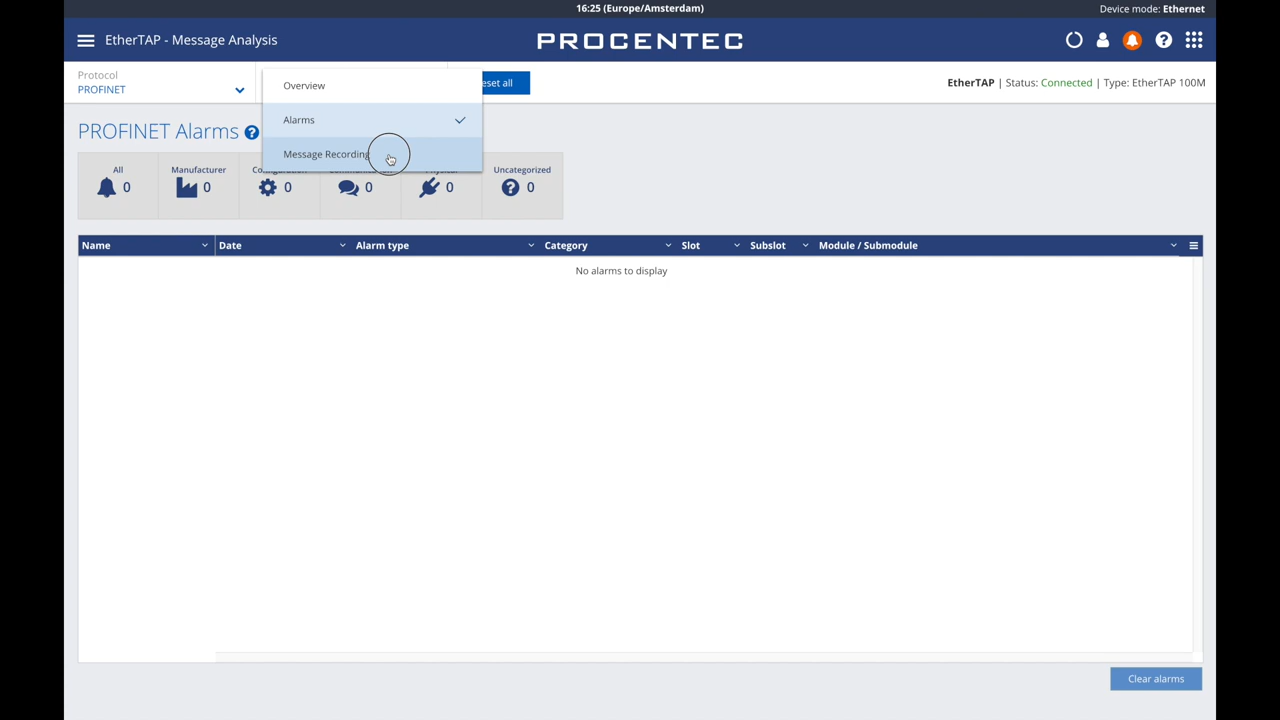 16:25 (Europe/Amsterdam)
Device mode: Ethernet
EtherTAP - Message Analysis
PROCENTEC
Protocol
PROFINET
Overview
Alarms
Message Recording
eset all
EtherTAP | Status: Connected | Type: EtherTAP 100M
PROFINET Alarms
All
0
Manufacturer
0
0
0
0
Uncategorized
0
Name
Date
Alarm type
Category
Slot
Subslot
Module / Submodule
No alarms to display
Clear alarms